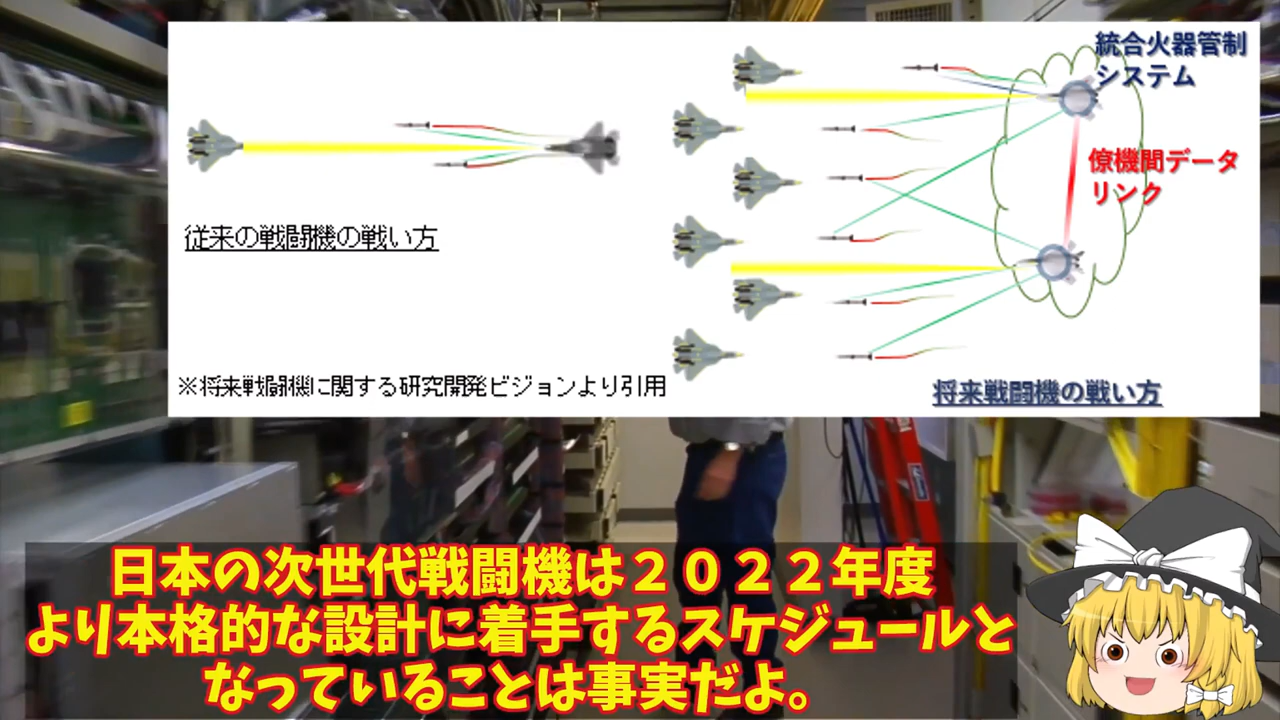 統合火器管制
システム
僚機間データ
リンク
従来の戦闘機の戦い方
※将来戦闘機に関する研究開発ビジョンより引用
将来戦闘機の戦い方
日本の次世代戦闘機は２０２２年度
より本格的な設計に着手するスケジュールと
なっていることは事実だよ。